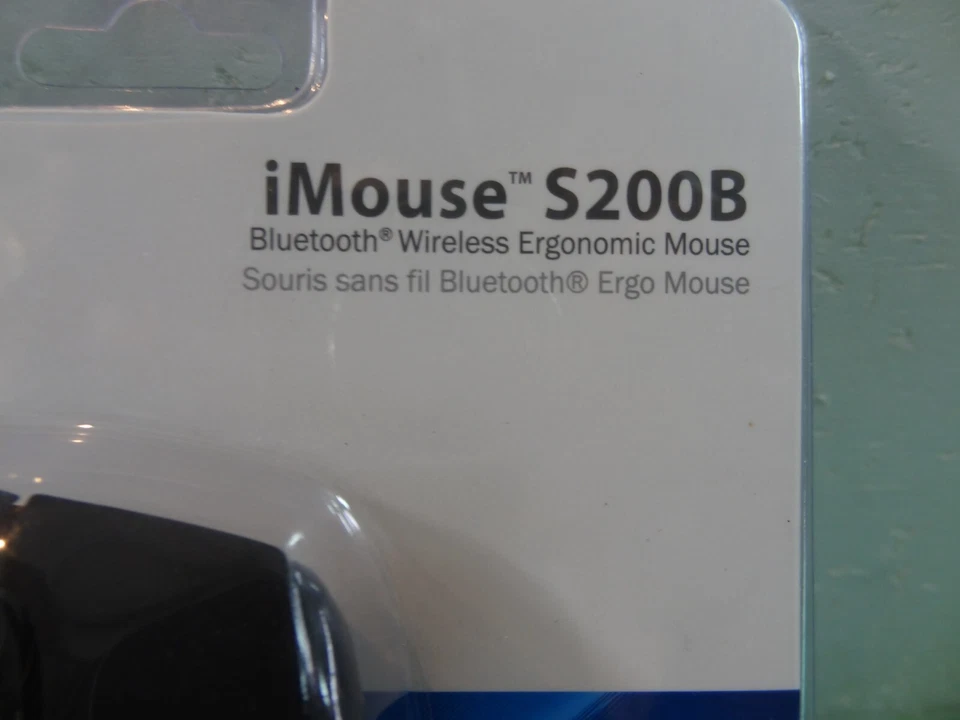 iMouse™ S200B
Bluetooth® Wireless Ergonomic Mouse
Souris sans fil Bluetooth® Ergo Mouse